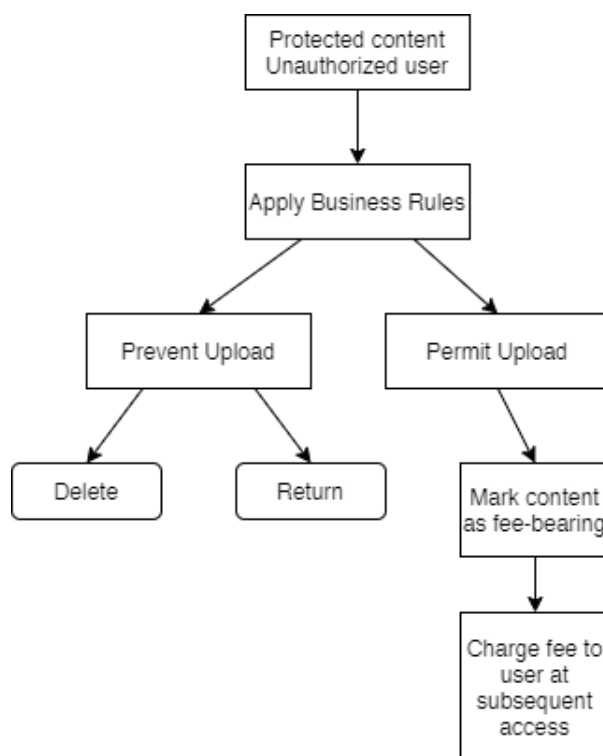 Protected content
Unauthorized user
Apply Business Rules
Prevent Upload
Permit Upload
Delete
Return
Mark content
as fee-bearing
Charge fee to
user at
subsequent
access